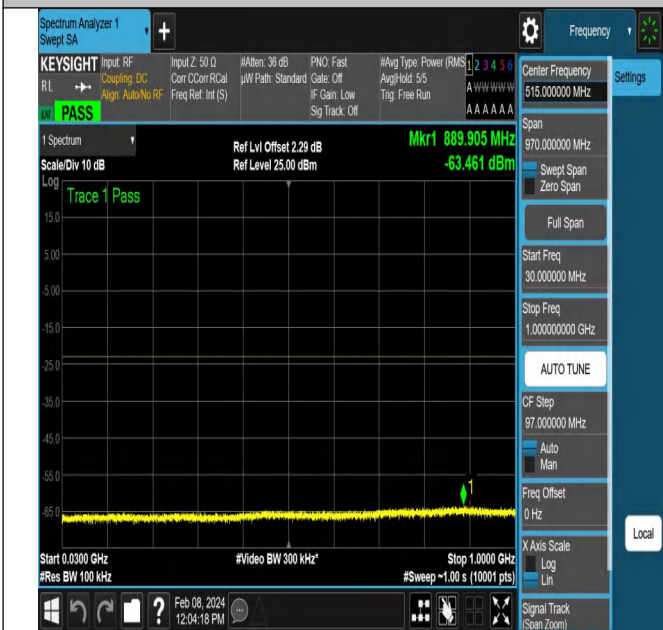 Spectrum Analyzer 1
Swept SA
Frequency
KEYSIGHT
RL
PASS
Input: RF
Coupling: DC
Align: Auto/No RF
Input Z: 50 Ω
Corr CCorr RCal
Freq Ref: Int (S)
#Atten: 36 dB
µW Path: Standard
PNO: Fast
Gate: Off
IF Gain: Low
Sig Track: Off
#Avg Type: Power (RMS
Avg|Hold: 5/5
Trig: Free Run
1 2 3 4 5 6
A W W W W W
A A A A A A
1 Spectrum
Scale/Div 10 dB
Ref Lvl Offset 2.29 dB
Ref Level 25.00 dBm
Mkr1 889.905 MHz
-63.461 dBm
Log
Trace 1 Pass
15.0
5.00
-5.00
-15.0
-25.0
-35.0
-45.0
-55.0
-65.0
1
Start 0.0300 GHz
#Res BW 100 kHz
#Video BW 300 kHz*
Stop 1.0000 GHz
#Sweep ~1.00 s (10001 pts)
Feb 08, 2024
12:04:18 PM
Center Frequency
515.000000 MHz
Span
970.000000 MHz
Swept Span
Zero Span
Full Span
Start Freq
30.000000 MHz
Stop Freq
1.000000000 GHz
AUTO TUNE
CF Step
97.000000 MHz
Auto
Man
Freq Offset
0 Hz
X Axis Scale
Log
Lin
Signal Track
(Span Zoom)
Settings
Local